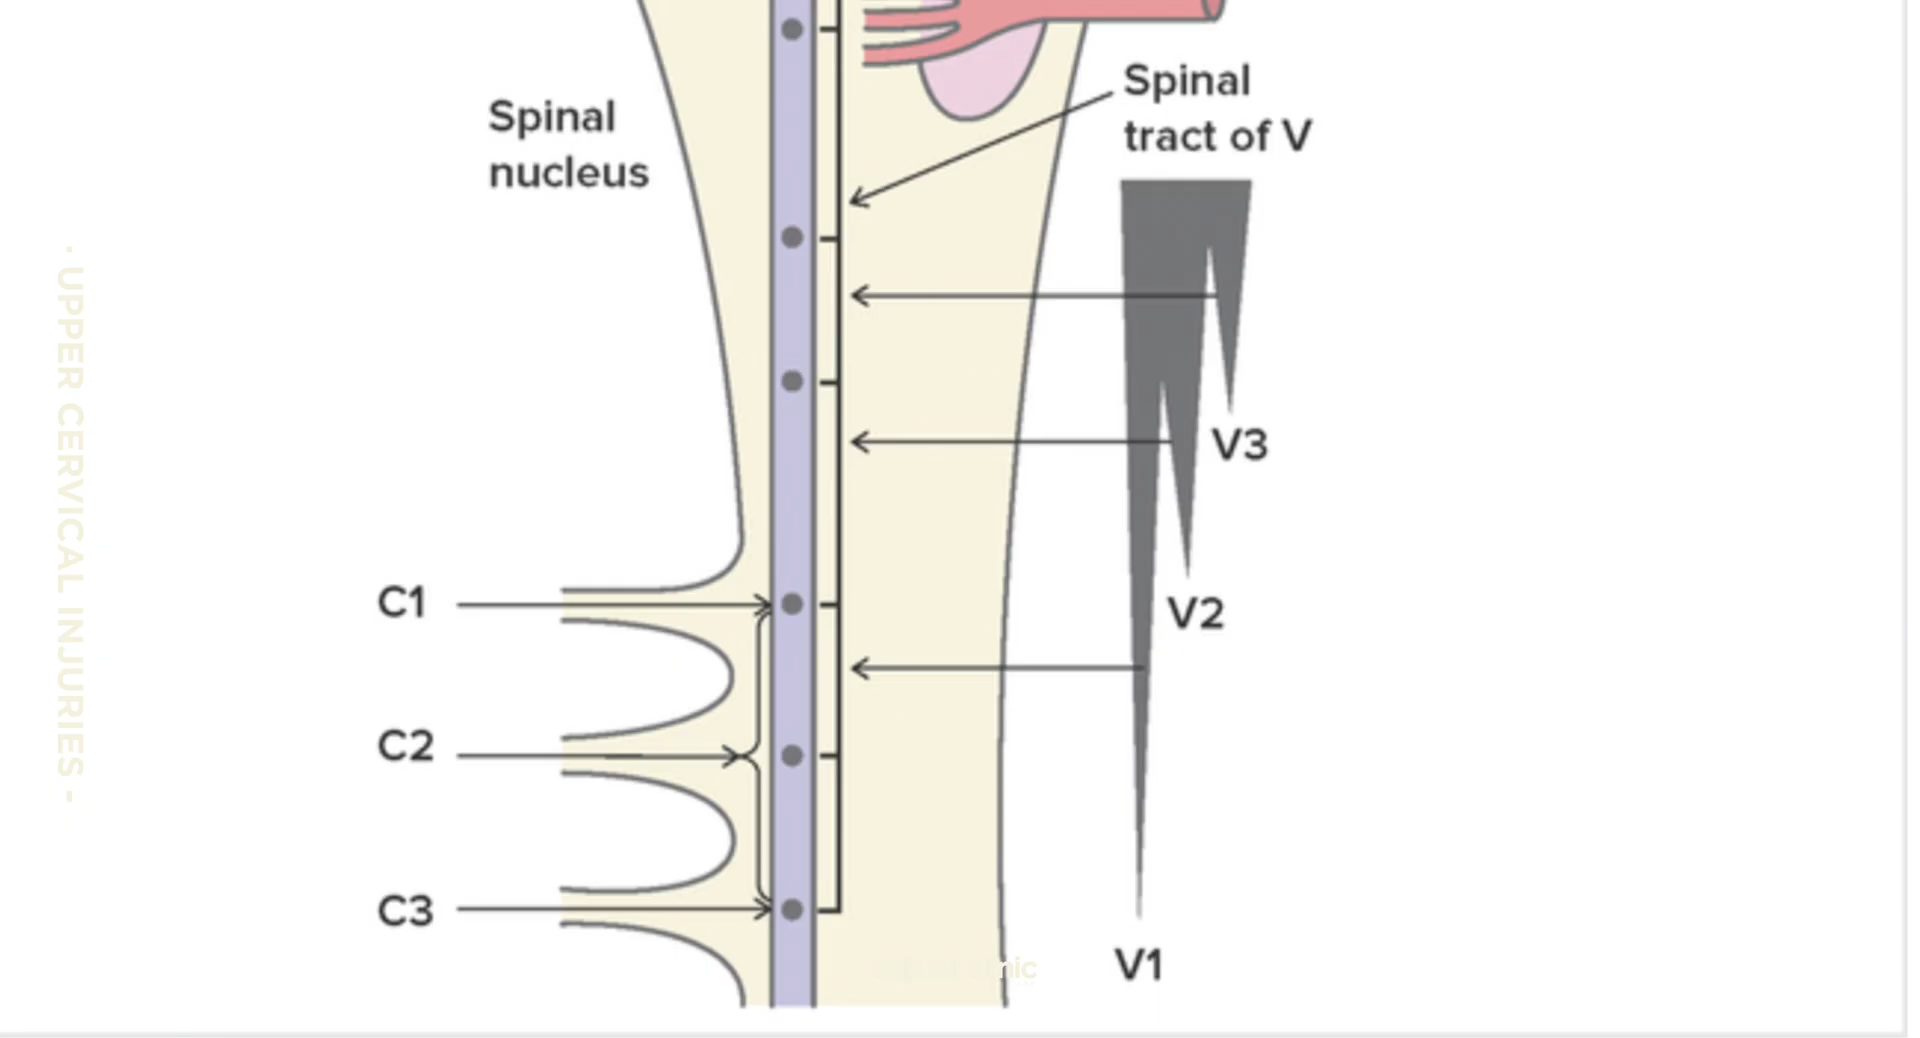 Spinal
tract of V
Spinal
nucleus
- UPPER CERVICAL INJURIES -
V3
C1
V2
C2
C3
V1